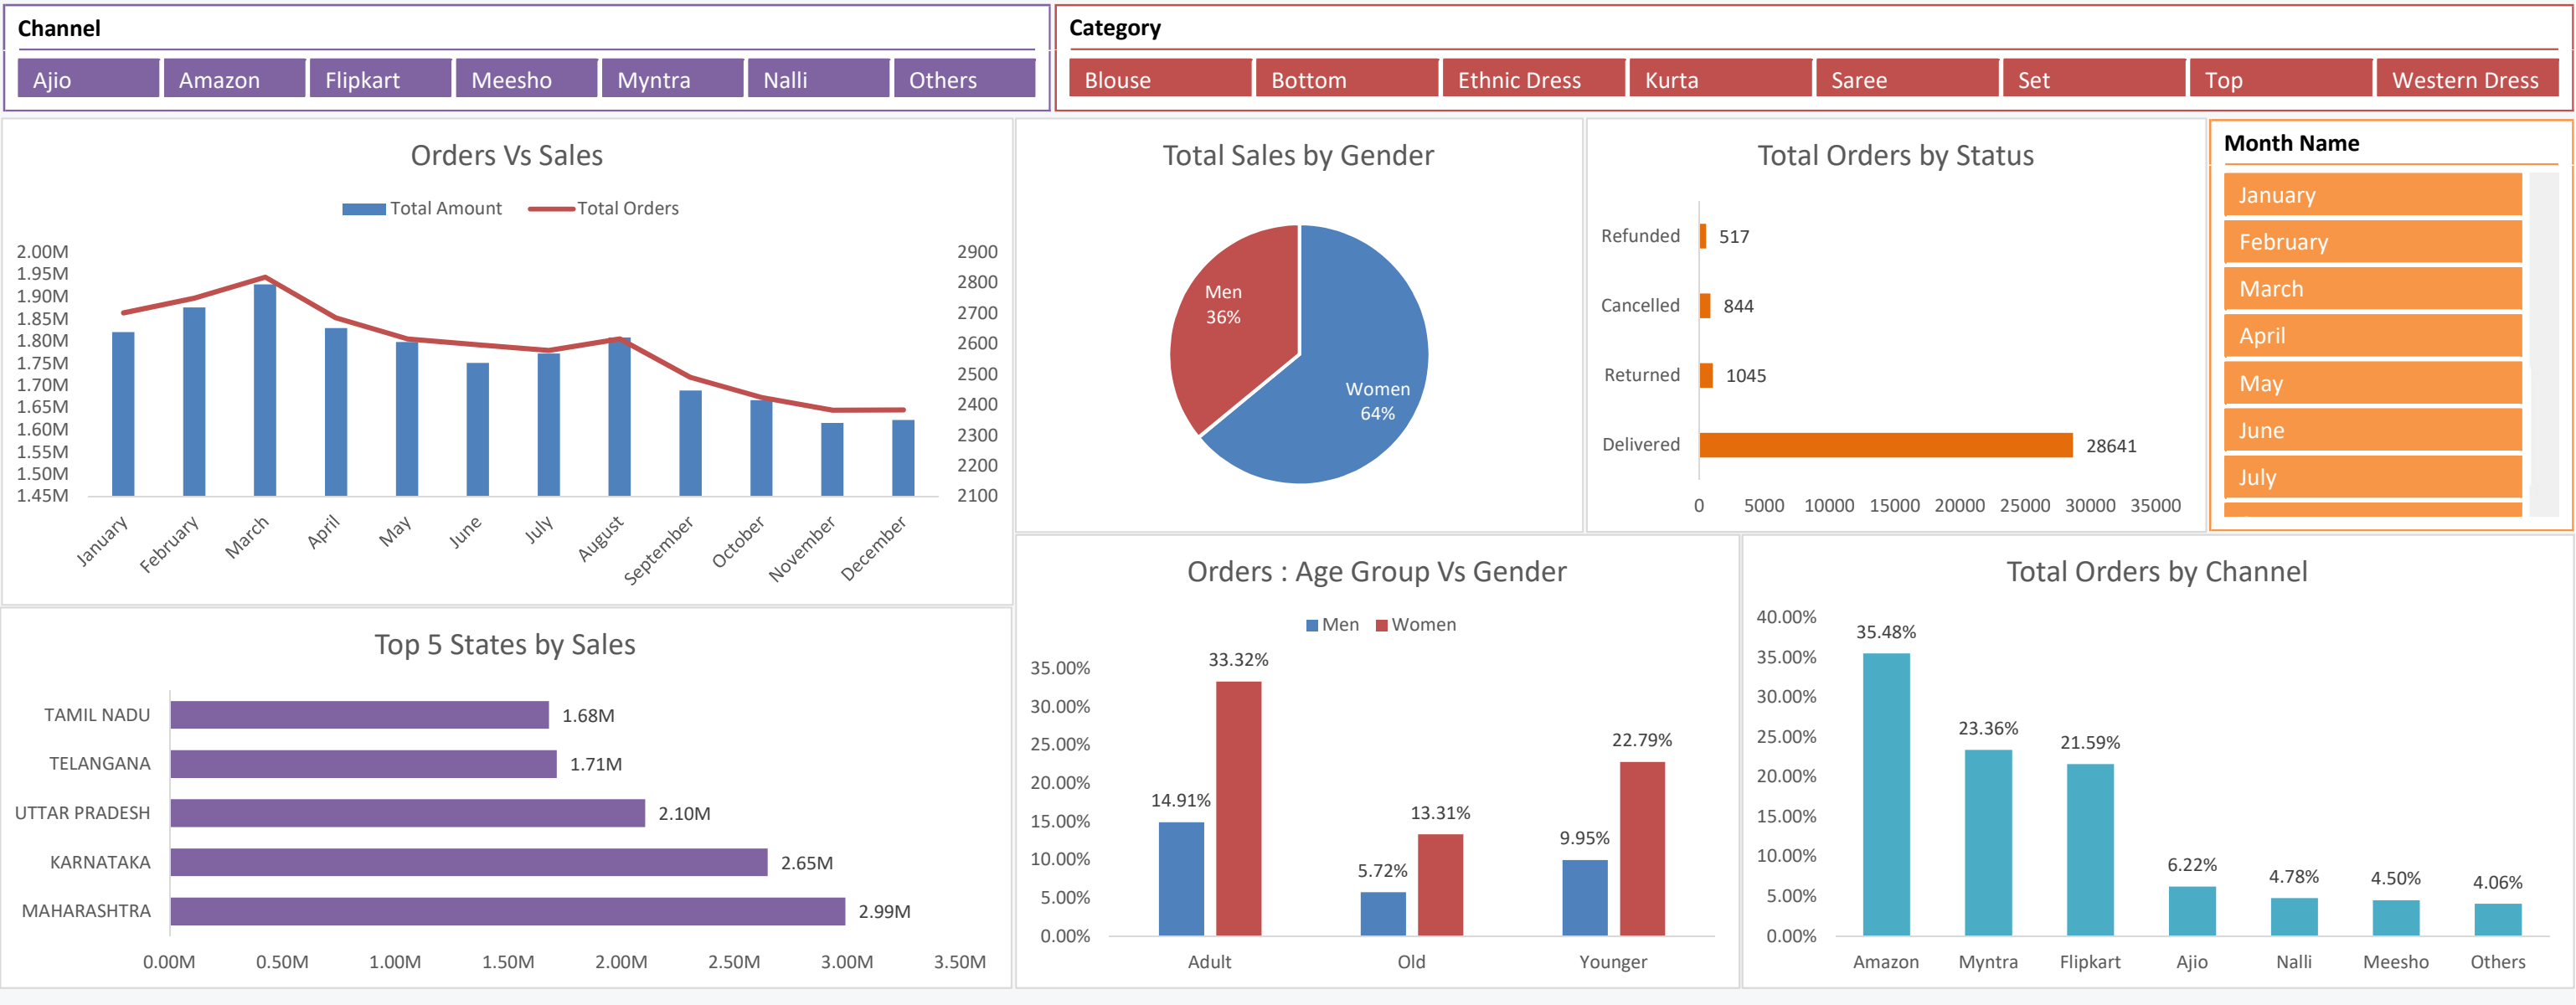 Channel
Ajio Amazon Flipkart Meesho Myntra Nalli Others
Category
Blouse Bottom Ethnic Dress Kurta Saree Set Top Western Dress
Orders Vs Sales
Total Amount Total Orders
2.00M
1.95M
1.90M
1.85M
1.80M
1.75M
1.70M
1.65M
1.60M
1.55M
1.50M
1.45M
2900
2800
2700
2600
2500
2400
2300
2200
2100
January February March April May June July August September October November December
Total Sales by Gender
Men
36%
Women
64%
Total Orders by Status
Refunded 517
Cancelled 844
Returned 1045
Delivered 28641
0 5000 10000 15000 20000 25000 30000 35000
Month Name
January
February
March
April
May
June
July
Top 5 States by Sales
TAMIL NADU 1.68M
TELANGANA 1.71M
UTTAR PRADESH 2.10M
KARNATAKA 2.65M
MAHARASHTRA 2.99M
0.00M 0.50M 1.00M 1.50M 2.00M 2.50M 3.00M 3.50M
Orders : Age Group Vs Gender
Men Women
35.00%
30.00%
25.00%
20.00%
15.00%
10.00%
5.00%
0.00%
14.91% 33.32%
5.72% 13.31%
9.95% 22.79%
Adult Old Younger
Total Orders by Channel
40.00%
35.00%
30.00%
25.00%
20.00%
15.00%
10.00%
5.00%
0.00%
35.48% 23.36% 21.59% 6.22% 4.78% 4.50% 4.06%
Amazon Myntra Flipkart Ajio Nalli Meesho Others